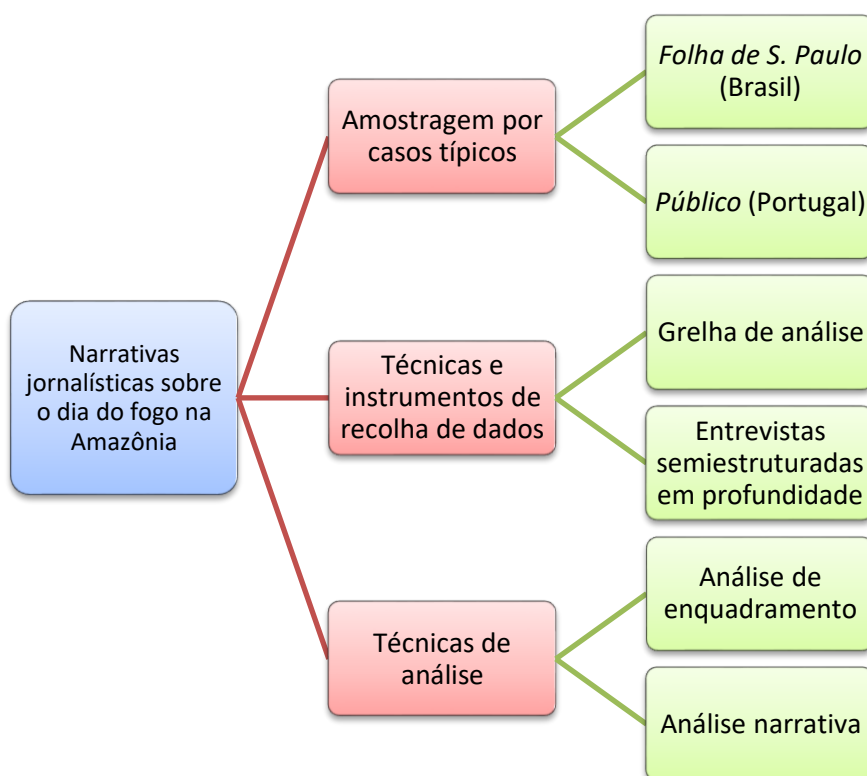 Narrativas
jornalísticas sobre
o dia do fogo na
Amazônia
Amostragem por
casos típicos
Folha de S. Paulo
(Brasil)
Público (Portugal)
Técnicas e
instrumentos de
recolha de dados
Grelha de análise
Entrevistas
semiestruturadas
em profundidade
Técnicas de
análise
Análise de
enquadramento
Análise narrativa